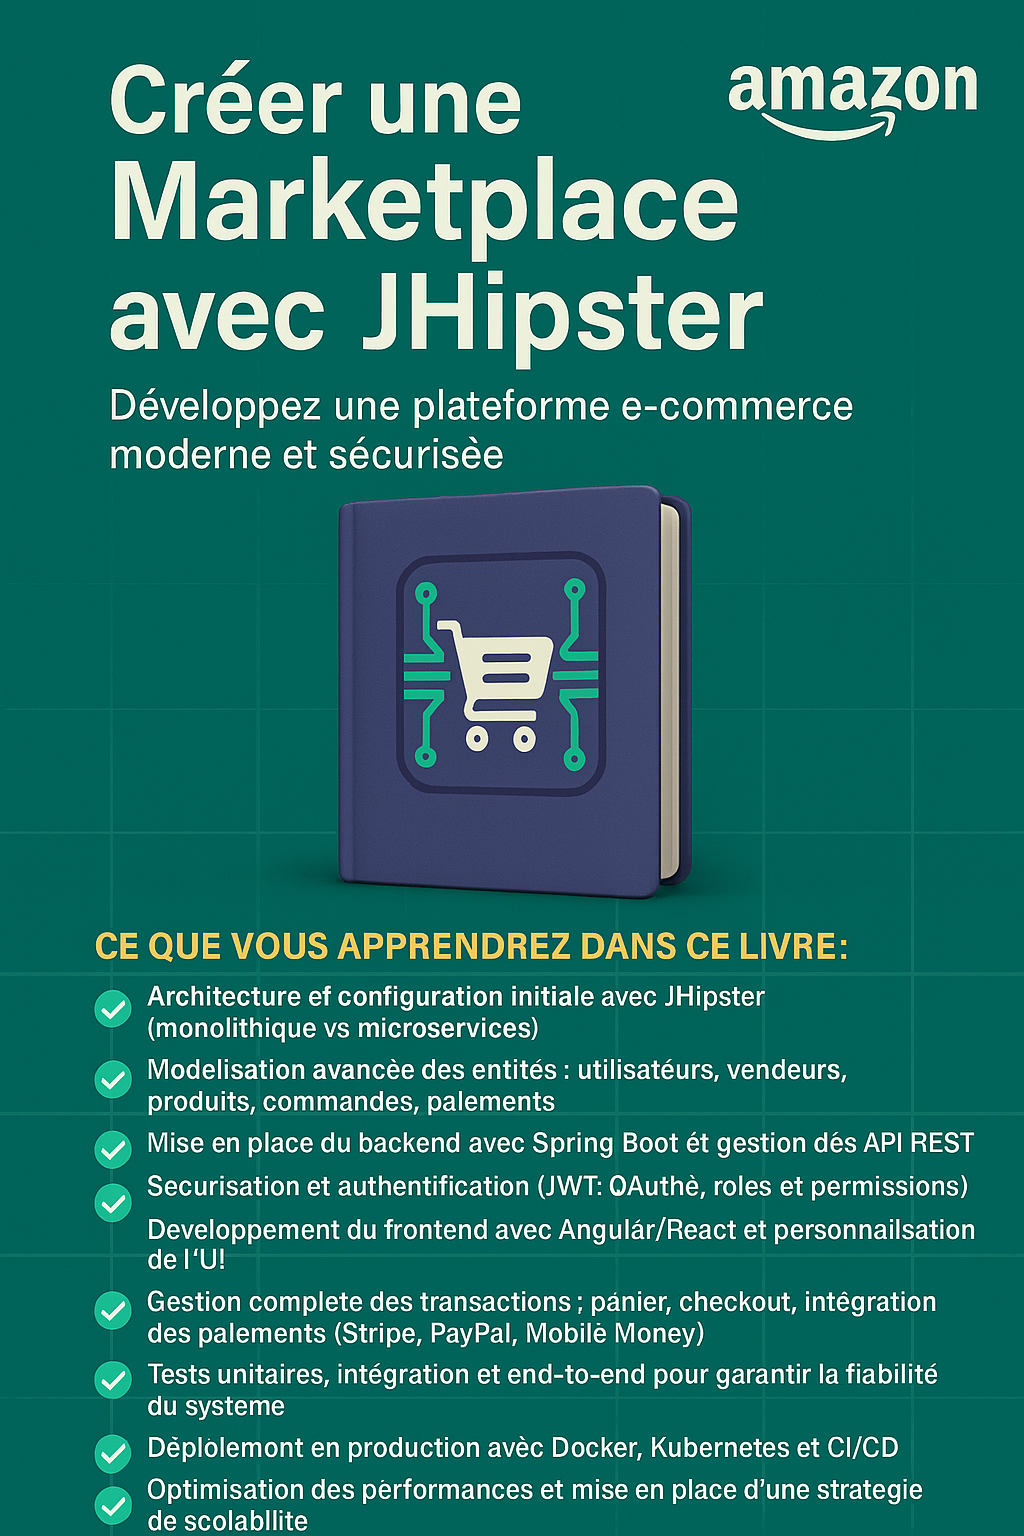 Créer une
amazon
Marketplace
avec JHipster
Développez une plateforme e-commerce
moderne et sécurisèe
CE QUE VOUS APPRENDREZ DANS CE LIVRE:
Architecture ef configuration initiale avec JHipster
(monolithique vs microservices)
Modelisation avancèe des entités : utilisatéurs, vendeurs,
produits, commandes, palements
Mise en place du backend avec Spring Boot ét gestion dés API REST
Securisation et authentification (JWT: QAuthè, roles et permissions)
Developpement du frontend avec Angulár/React et personnailsation
de l'U!
Gestion complete des transactions ; pánier, checkout, intêgration
des palements (Stripe, PayPal, Mobilè Money)
Tests unitaires, intégration et end-to-end pour garantir la fiabilité
du systeme
Děplòlemont en production avèc Docker, Kubernetes et CI/CD
Optimisation des pérformances et mise en place d'une strategie
de scolabllite